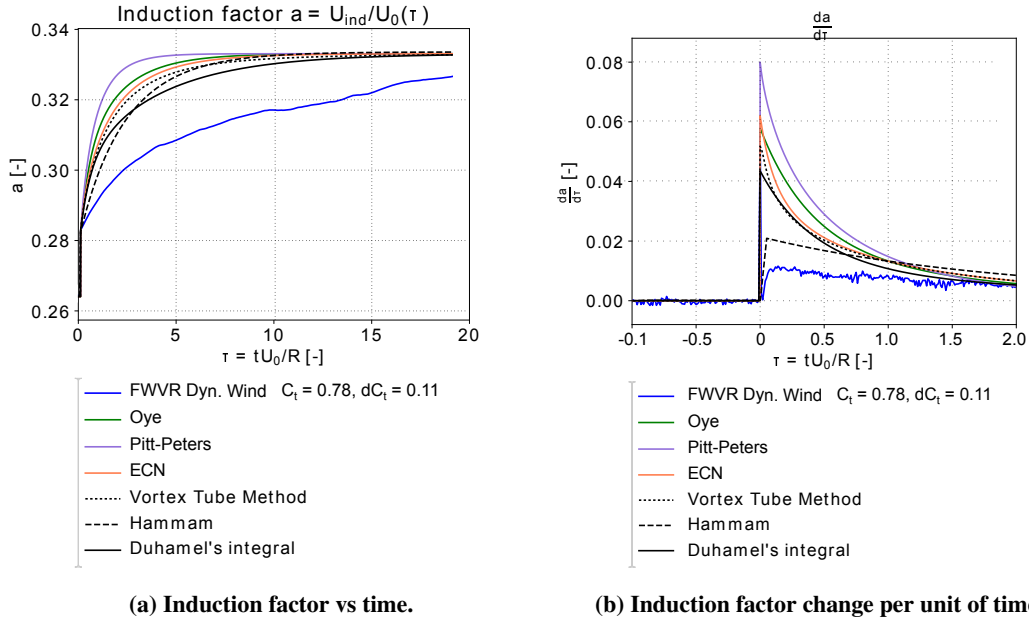 Induction factor a = U_ind/U_0(τ)
0.34
0.32
0.30
0.28
0.26
a [-]
0 5 10 15 20
τ = tU_0/R [-]
FWVR Dyn. Wind C_t = 0.78, dC_t = 0.11
Oye
Pitt-Peters
ECN
Vortex Tube Method
Hammam
Duhamel's integral
(a) Induction factor vs time.
da
dτ
0.08
0.06
0.04
0.02
0.00
da
dτ [-]
-0.1 -0.5 0 0.5 1.0 1.5 2.0
τ = tU_0/R [-]
FWVR Dyn. Wind C_t = 0.78, dC_t = 0.11
Oye
Pitt-Peters
ECN
Vortex Tube Method
Hammam
Duhamel's integral
(b) Induction factor change per unit of time